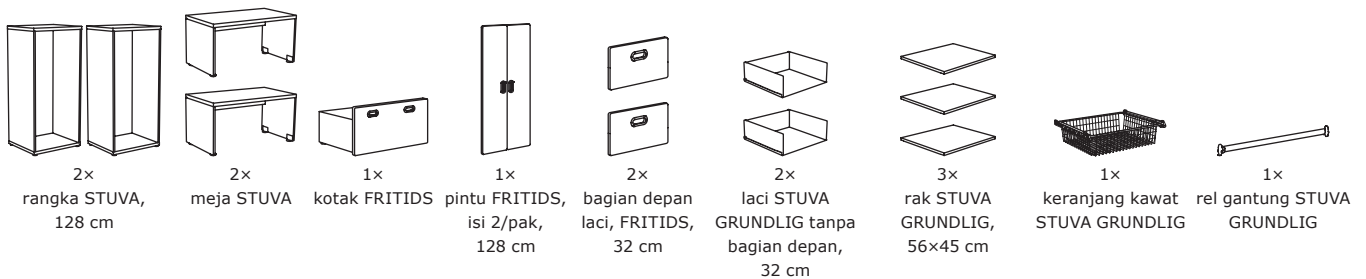 2×
rangka STUVA,
128 cm
2×
meja STUVA
1×
kotak FRITIDS
1×
pintu FRITIDS,
isi 2/pak,
128 cm
2×
bagian depan
laci, FRITIDS,
32 cm
2×
laci STUVA
GRUNDLIG tanpa
bagian depan,
32 cm
3×
rak STUVA
GRUNDLIG,
56×45 cm
1×
keranjang kawat
STUVA GRUNDLIG
1×
rel gantung STUVA
GRUNDLIG